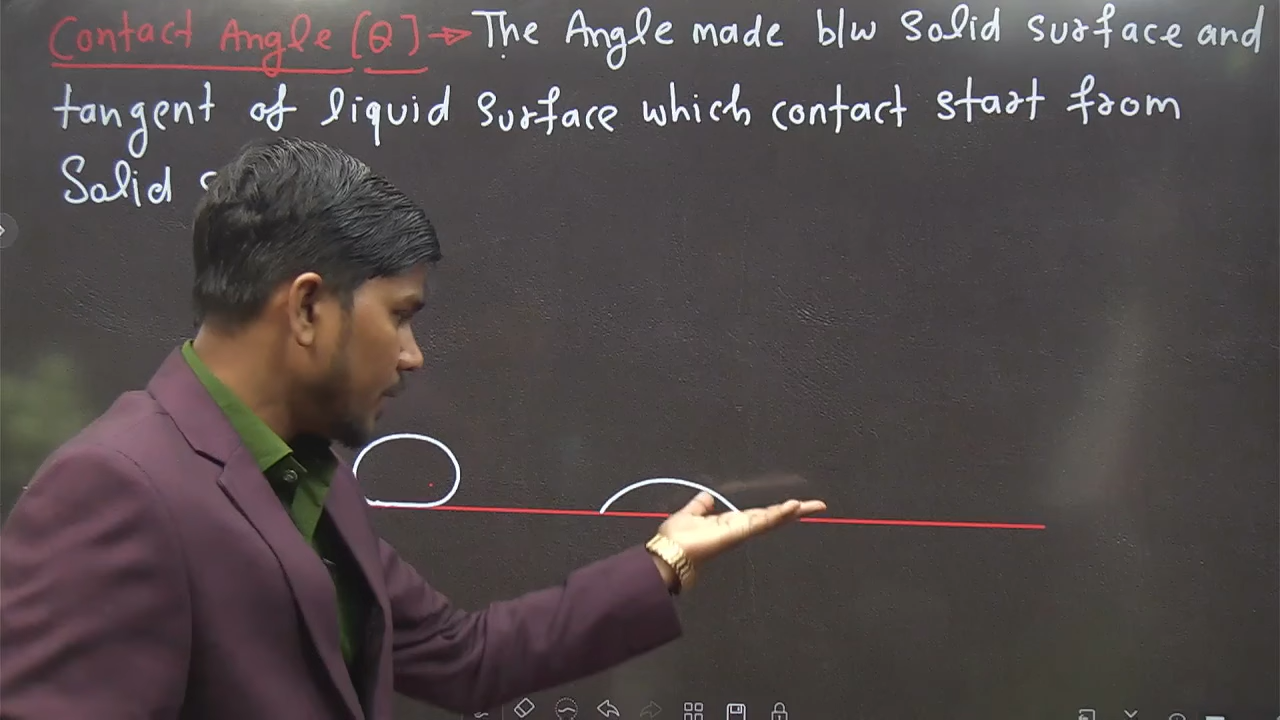 Contact Angle [θ] → The Angle made b/w Solid surface and
tangent of liquid surface which contact start from
Solid